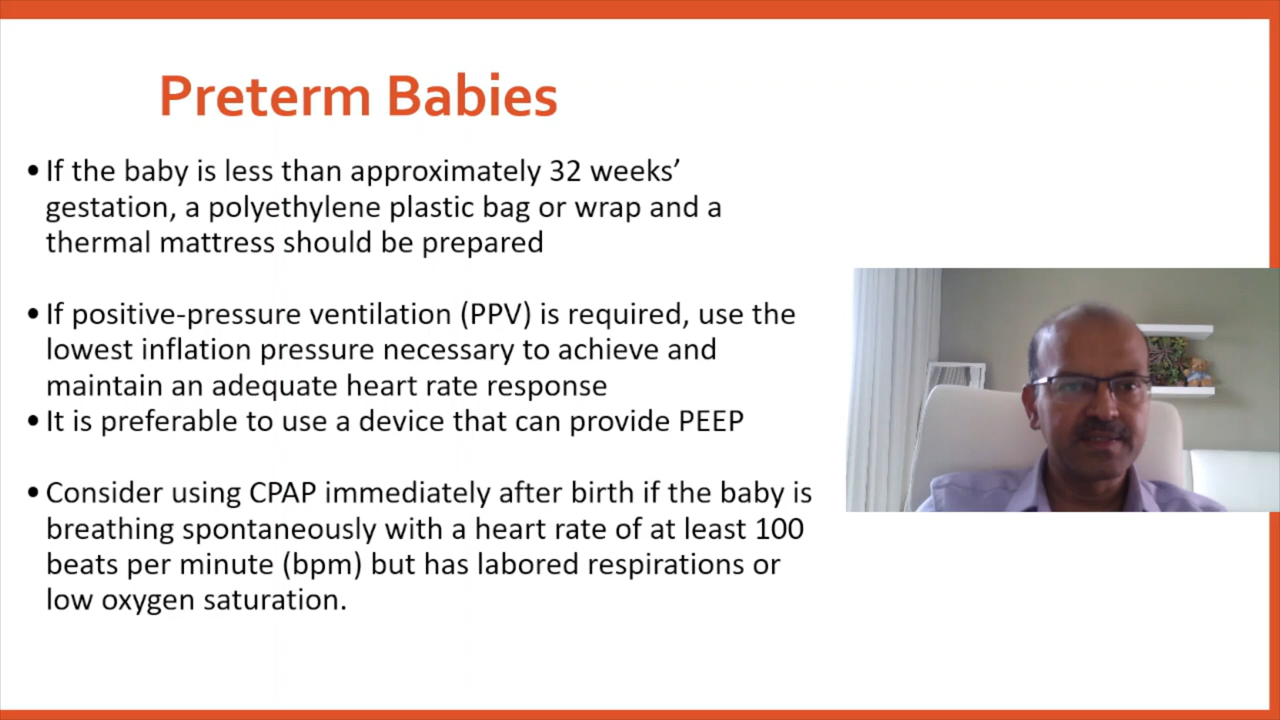 Preterm Babies
• If the baby is less than approximately 32 weeks’
gestation, a polyethylene plastic bag or wrap and a
thermal mattress should be prepared
• If positive-pressure ventilation (PPV) is required, use the
lowest inflation pressure necessary to achieve and
maintain an adequate heart rate response
• It is preferable to use a device that can provide PEEP
• Consider using CPAP immediately after birth if the baby is
breathing spontaneously with a heart rate of at least 100
beats per minute (bpm) but has labored respirations or
low oxygen saturation.